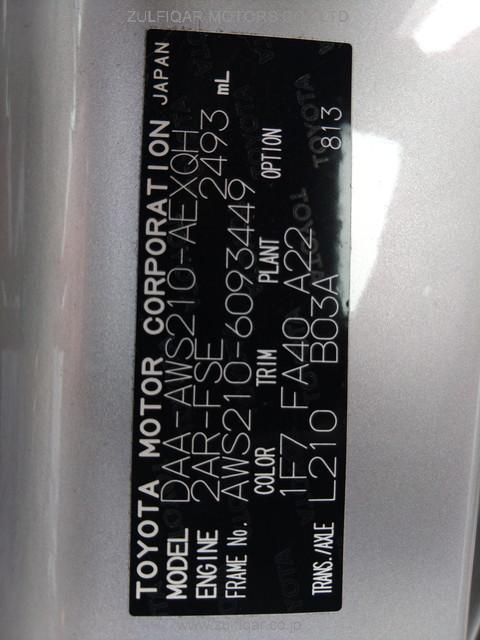 ZULFIQAR MOTORS CO LTD
TOYOTA MOTOR CORPORATION JAPAN
MODEL DAA-AWS210-AEXQH
ENGINE 2AR-FSE 2493 mL
FRAME No. AWS210-6093449
COLOR TRIM PLANT OPTION
1F7 FA40 A22 813
TRANS./AXLE L210 B03A
www.zulfiqar.co.jp